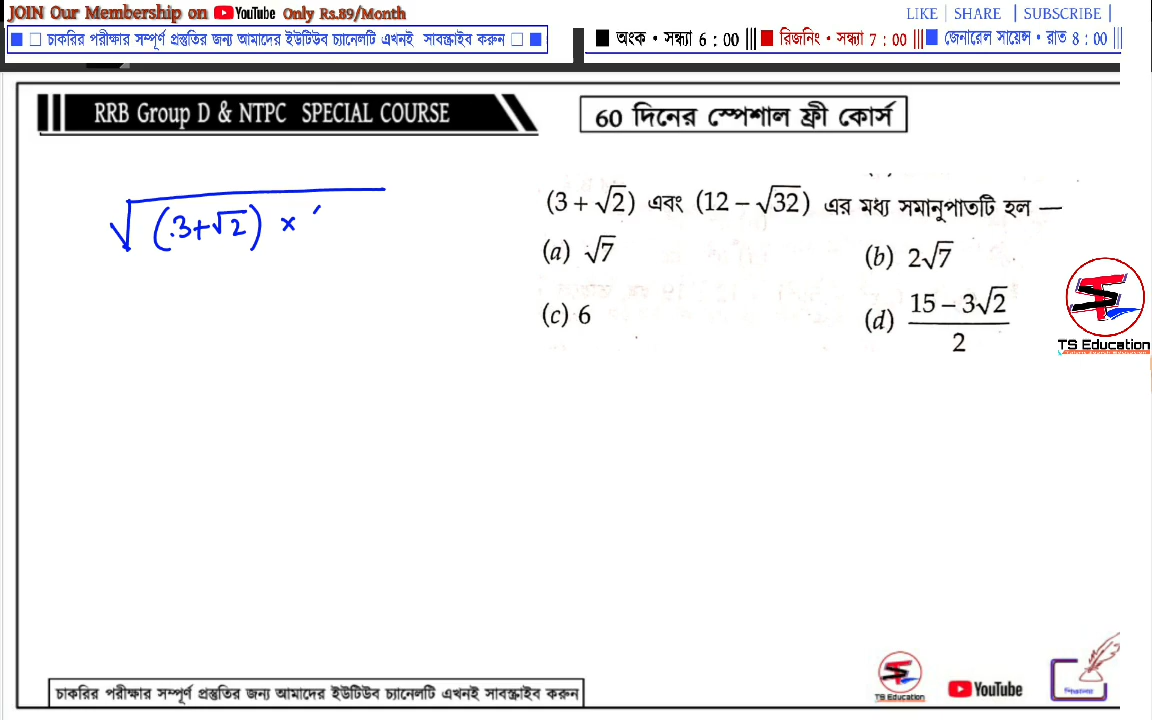 JOIN Our Membership on YouTube Only Rs.89/Month
LIKE | SHARE | SUBSCRIBE |
চাকরির পরীক্ষার সম্পূর্ণ প্রস্তুতির জন্য আমাদের ইউটিউব চ্যানেলটি এখনই সাবস্ক্রাইব করুন
অংক • সন্ধ্যা 6 : 00 ||| রিজনিং • সন্ধ্যা 7 : 00 ||| জেনারেল সায়েন্স • রাত 8 : 00 |||
RRB Group D & NTPC SPECIAL COURSE
60 দিনের স্পেশাল ফ্রী কোর্স
√(3+√2) ×
(3 + √2) এবং (12 − √32) এর মধ্য সমানুপাতটি হল —
(a) √7
(b) 2√7
(c) 6
(d) (15 − 3√2)/2
TS Education
চাকরির পরীক্ষার সম্পূর্ণ প্রস্তুতির জন্য আমাদের ইউটিউব চ্যানেলটি এখনই সাবস্ক্রাইব করুন
TS Education
YouTube